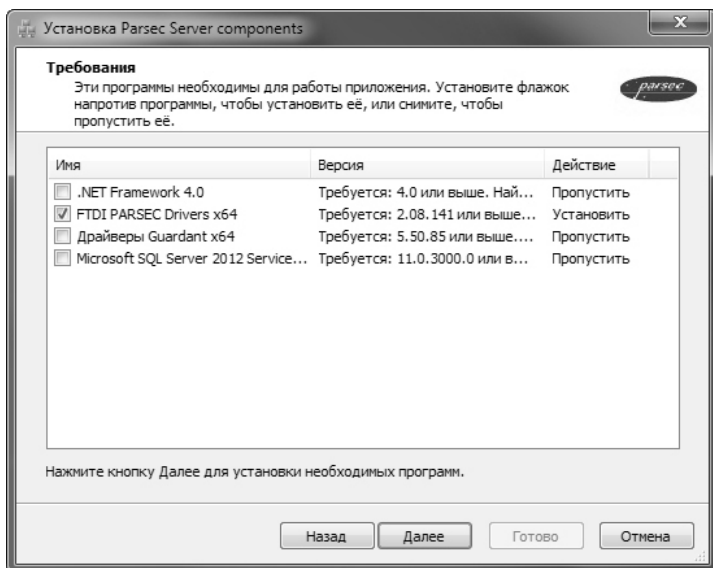 Установка Parsec Server components
Требования
Эти программы необходимы для работы приложения. Установите флажок
напротив программы, чтобы установить её, или снимите, чтобы
пропустить её.
parsec
Имя Версия Действие
.NET Framework 4.0 Требуется: 4.0 или выше. Най... Пропустить
FTDI PARSEC Drivers x64 Требуется: 2.08.141 или выше... Установить
Драйверы Guardant x64 Требуется: 5.50.85 или выше.... Пропустить
Microsoft SQL Server 2012 Service... Требуется: 11.0.3000.0 или в... Пропустить
Нажмите кнопку Далее для установки необходимых программ.
Назад Далее Готово Отмена